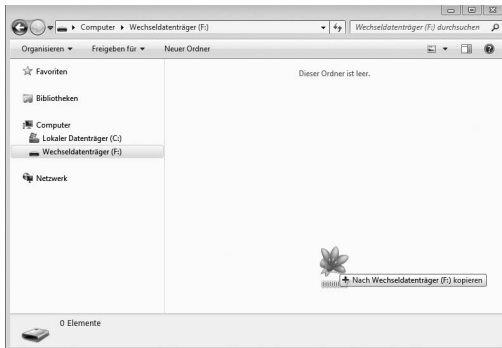 Computer ▸ Wechseldatenträger (F:)
Wechseldatenträger (F:) durchsuchen
Organisieren ▾ Freigeben für ▾ Neuer Ordner
Favoriten
Dieser Ordner ist leer.
Bibliotheken
Computer
Lokaler Datenträger (C:)
Wechseldatenträger (F:)
Netzwerk
Nach Wechseldatenträger (F:) kopieren
0 Elemente